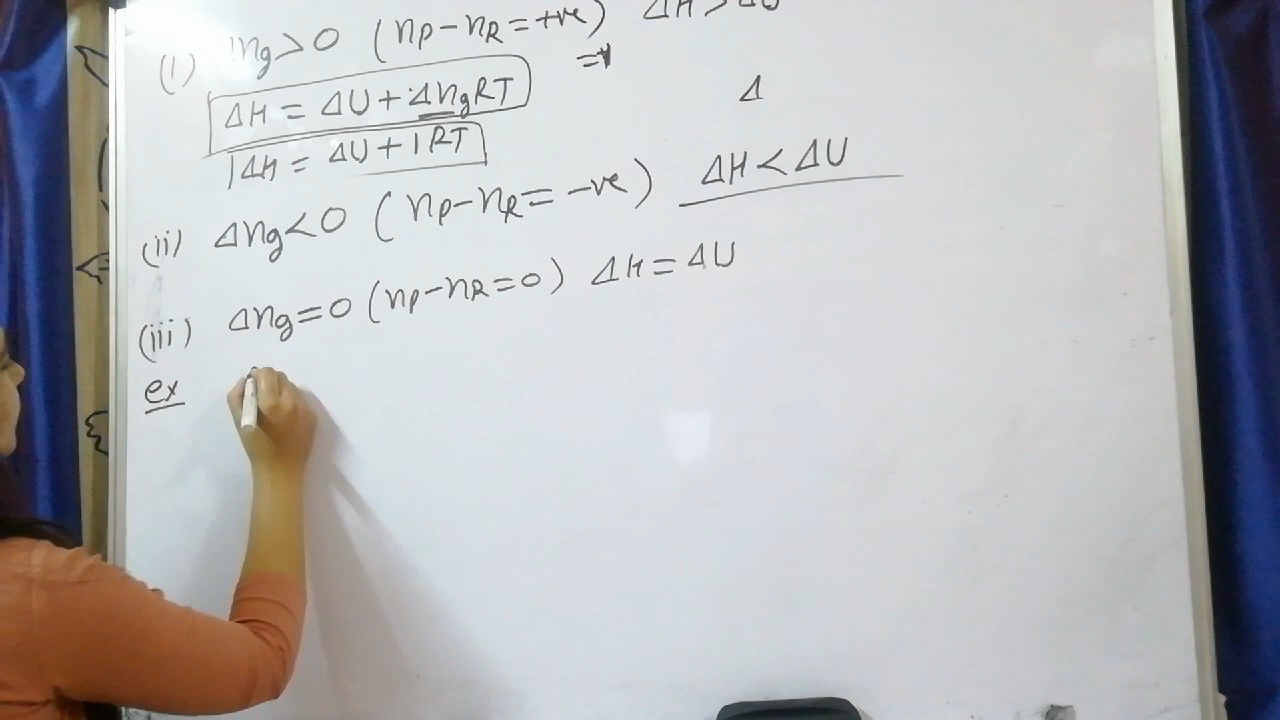 (i) Δng>0 (np-nR=+ve) ΔH>ΔU
ΔH = ΔU + ΔngRT
Δ
ΔH = ΔU + 1RT
(ii) Δng<0 (np-nR=-ve) ΔH<ΔU
(iii) Δng=0 (np-nR=0) ΔH=ΔU
ex